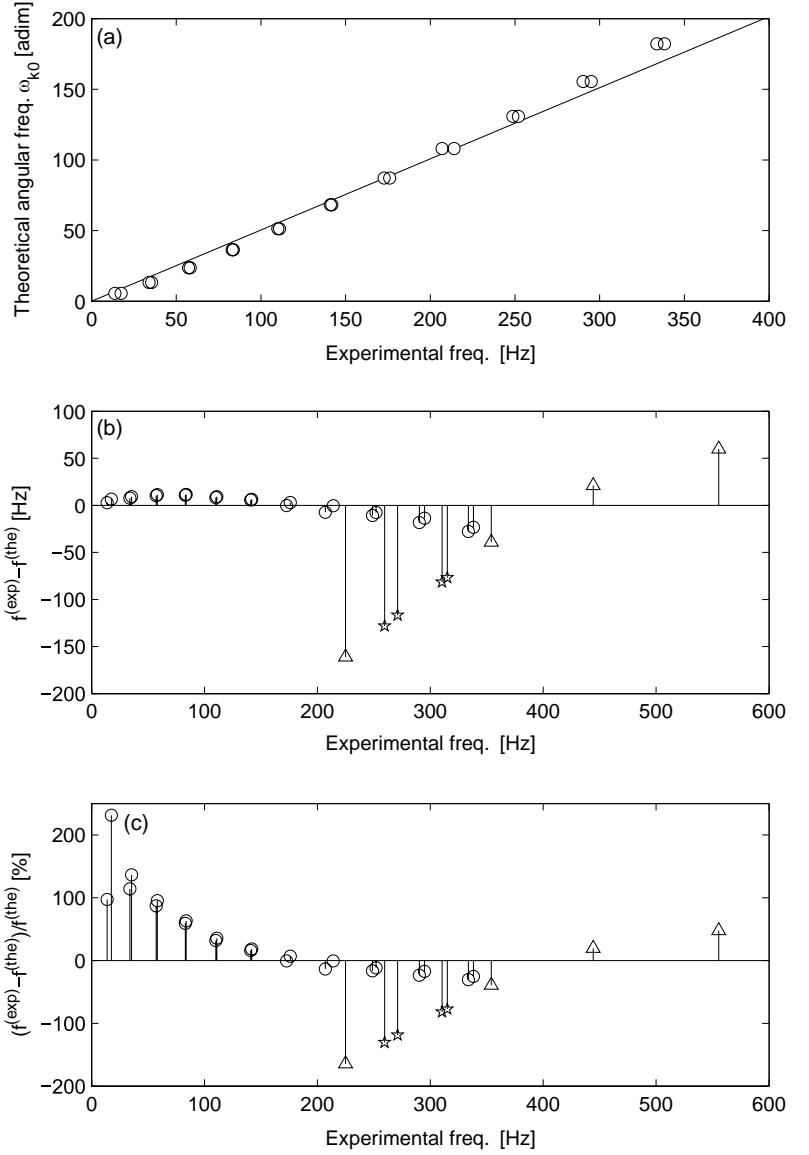 (a)
Theoretical angular freq. ω_k0 [adim]
200
150
100
50
0
0 50 100 150 200 250 300 350 400
Experimental freq. [Hz]
(b)
f^(exp)−f^(the) [Hz]
100
50
0
−50
−100
−150
−200
0 100 200 300 400 500 600
Experimental freq. [Hz]
(c)
(f^(exp)−f^(the))/f^(the) [%]
200
100
0
−100
−200
0 100 200 300 400 500 600
Experimental freq. [Hz]